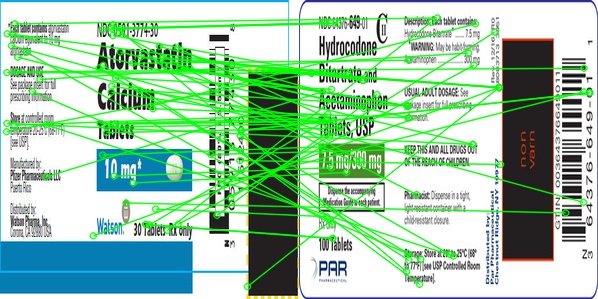 *Each tablet contains atorvastatin
calcium equivalent to 10 mg
atorvastatin.
DOSAGE AND USE
See package insert for full
prescribing information.
Store at controlled room
temperature 20-25°C (68-77°F)
[see USP].
Manufactured by:
Pfizer Pharmaceuticals LLC
Puerto Rico
Distributed by:
Watson Pharma, Inc.
Corona, CA 92880 USA
NDC 0591-3774-30
Atorvastatin
Calcium
Tablets
10 mg*
Watson
30 Tablets Rx only
NDC 64376-649-01
CII
Hydrocodone
Bitartrate and
Acetaminophen
Tablets, USP
7.5 mg/300 mg
Dispense the accompanying
Medication Guide to each patient.
Rx only
100 Tablets
PAR
PHARMACEUTICAL
Description: Each tablet contains:
Hydrocodone Bitartrate* 7.5 mg
*WARNING: May be habit-forming.
Acetaminophen 300 mg
USUAL ADULT DOSAGE: See
package insert for full prescribing
information.
KEEP THIS AND ALL DRUGS OUT
OF THE REACH OF CHILDREN.
Pharmacist: Dispense in a tight,
light-resistant container with a
child-resistant closure.
Storage: Store at 20° to 25°C (68°
to 77°F) [see USP Controlled Room
Temperature].
Distributed by:
Par Pharmaceutical
Chestnut Ridge, NY 10977
non
varn
GTIN 00364376649011
3 64376-649-01 1